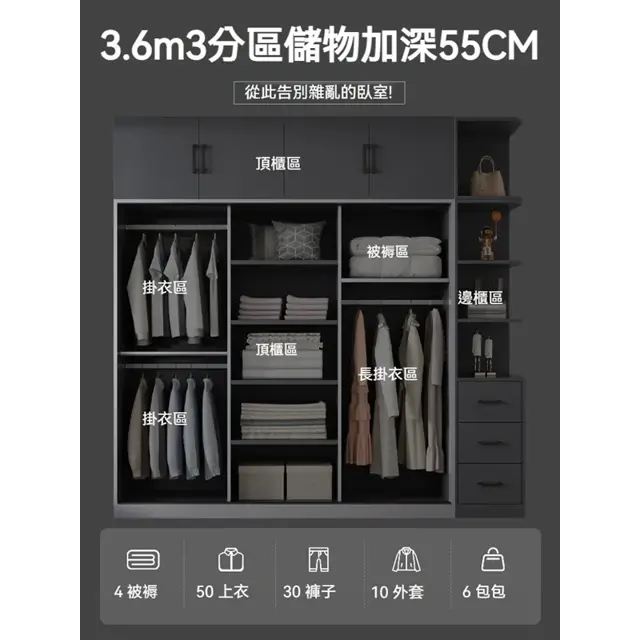 3.6m3分區儲物加深55CM
從此告別雜亂的臥室!
頂櫃區
被褥區
掛衣區
邊櫃區
頂櫃區
長掛衣區
掛衣區
4 被褥
50 上衣
30 褲子
10 外套
6 包包